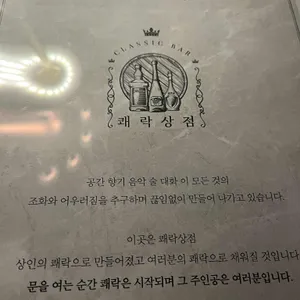 CLASSIC BAR
쾌락상점
공간 향기 음악 술 대화 이 모든 것의
조화와 어우러짐을 추구하며 끊임없이 만들어 나가고 있습니다.
이곳은 쾌락상점
상인의 쾌락으로 만들어졌고 여러분의 쾌락으로 채워질 것입니다.
문을 여는 순간 쾌락은 시작되며 그 주인공은 여러분입니다.